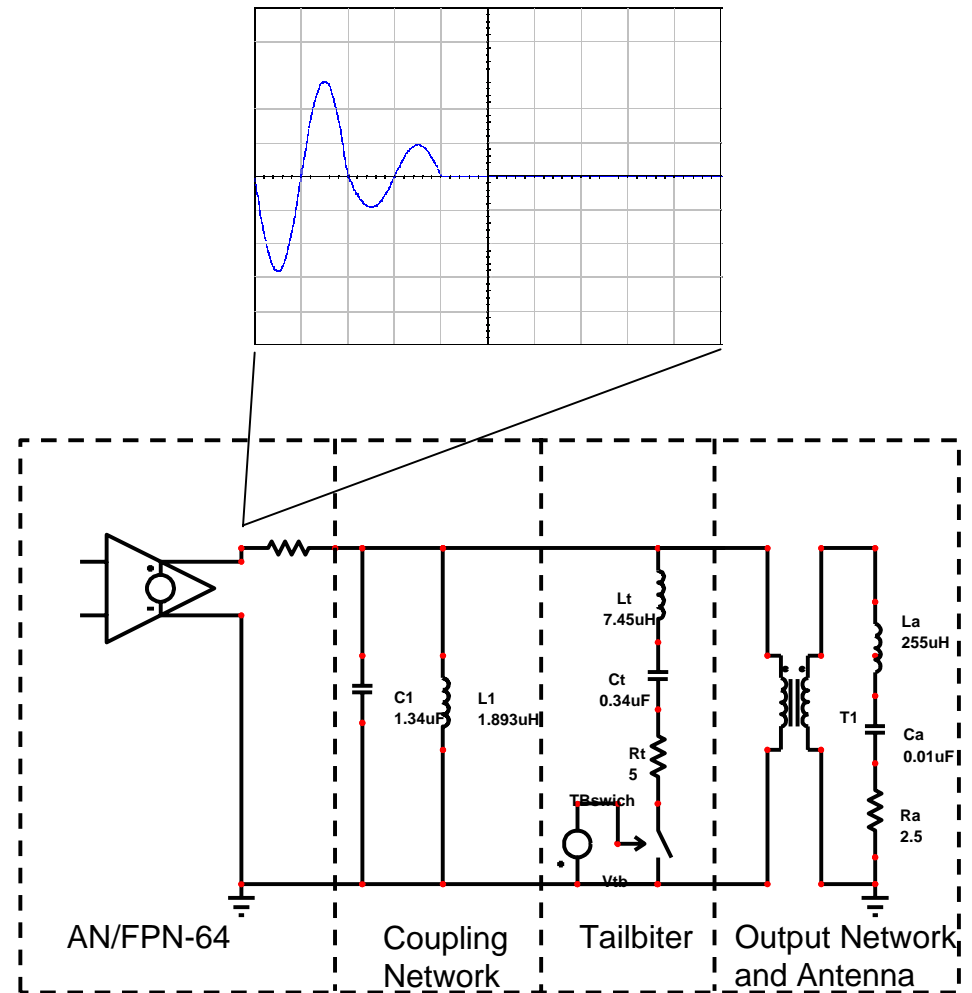 C1
1.34uF
L1
1.893uH
Lt
7.45uH
Ct
0.34uF
Rt
5
TBswich
Vtb
T1
La
255uH
Ca
0.01uF
Ra
2.5
AN/FPN-64
Coupling
Network
Tailbiter
Output Network
and Antenna